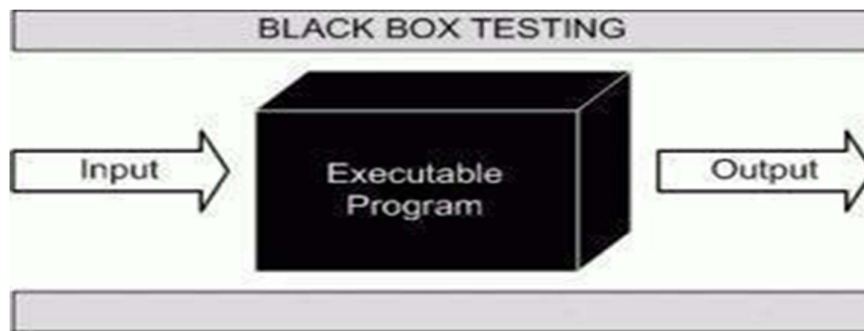 BLACK BOX TESTING
Input
Executable
Program
Output